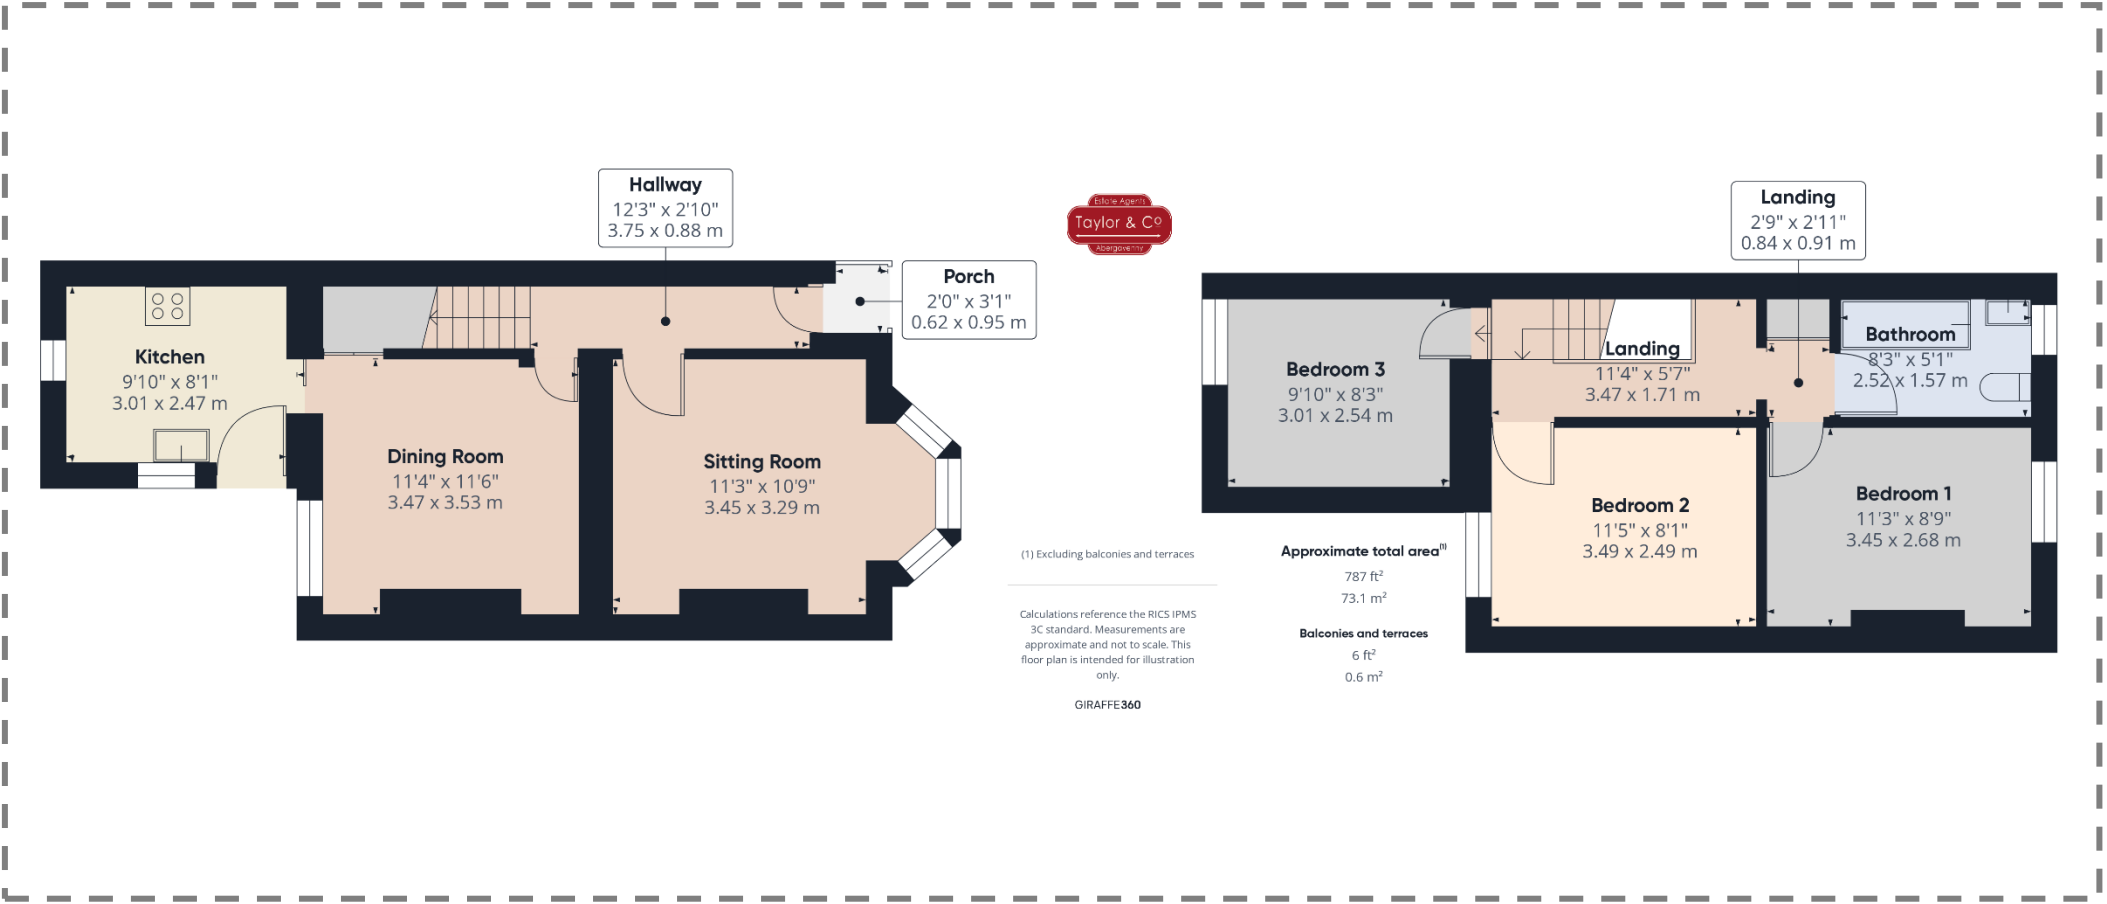 Hallway
12'3" x 2'10"
3.75 x 0.88 m
Porch
2'0" x 3'1"
0.62 x 0.95 m
Kitchen
9'10" x 8'1"
3.01 x 2.47 m
Dining Room
11'4" x 11'6"
3.47 x 3.53 m
Sitting Room
11'3" x 10'9"
3.45 x 3.29 m
Estate Agents
Taylor & Co
Abergavenny
(1) Excluding balconies and terraces
Calculations reference the RICS IPMS
3C standard. Measurements are
approximate and not to scale. This
floor plan is intended for illustration
only.
GIRAFFE360
Landing
2'9" x 2'11"
0.84 x 0.91 m
Bedroom 3
9'10" x 8'3"
3.01 x 2.54 m
Landing
11'4" x 5'7"
3.47 x 1.71 m
Bathroom
8'3" x 5'1"
2.52 x 1.57 m
Bedroom 2
11'5" x 8'1"
3.49 x 2.49 m
Bedroom 1
11'3" x 8'9"
3.45 x 2.68 m
Approximate total area⁽¹⁾
787 ft²
73.1 m²
Balconies and terraces
6 ft²
0.6 m²